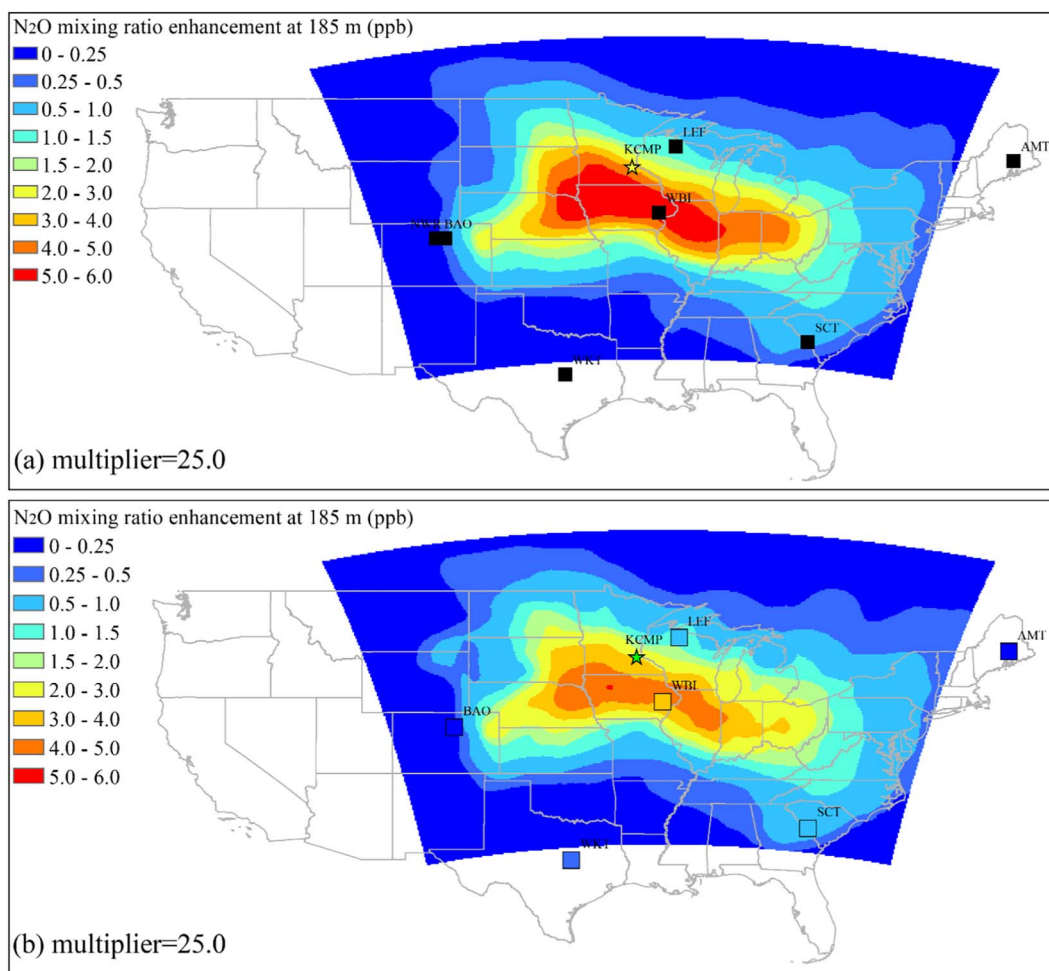 N2O mixing ratio enhancement at 185 m (ppb)
0 - 0.25
0.25 - 0.5
0.5 - 1.0
1.0 - 1.5
1.5 - 2.0
2.0 - 3.0
3.0 - 4.0
4.0 - 5.0
5.0 - 6.0
LEF
KCMP
AMT
WBI
NWR BAO
SCT
WKT
(a) multiplier=25.0
N2O mixing ratio enhancement at 185 m (ppb)
0 - 0.25
0.25 - 0.5
0.5 - 1.0
1.0 - 1.5
1.5 - 2.0
2.0 - 3.0
3.0 - 4.0
4.0 - 5.0
5.0 - 6.0
LEF
KCMP
AMT
WBI
BAO
SCT
WKT
(b) multiplier=25.0